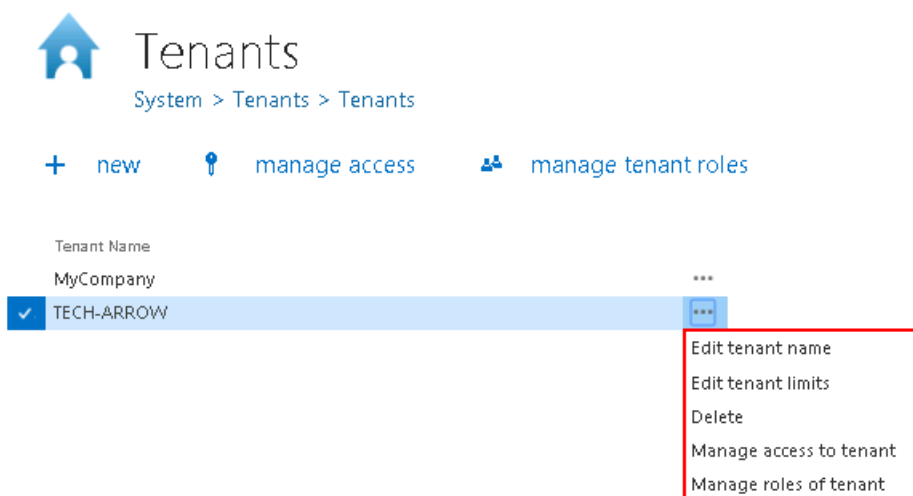 Tenants
System > Tenants > Tenants
+ new manage access manage tenant roles
Tenant Name
MyCompany ...
TECH-ARROW ...
Edit tenant name
Edit tenant limits
Delete
Manage access to tenant
Manage roles of tenant